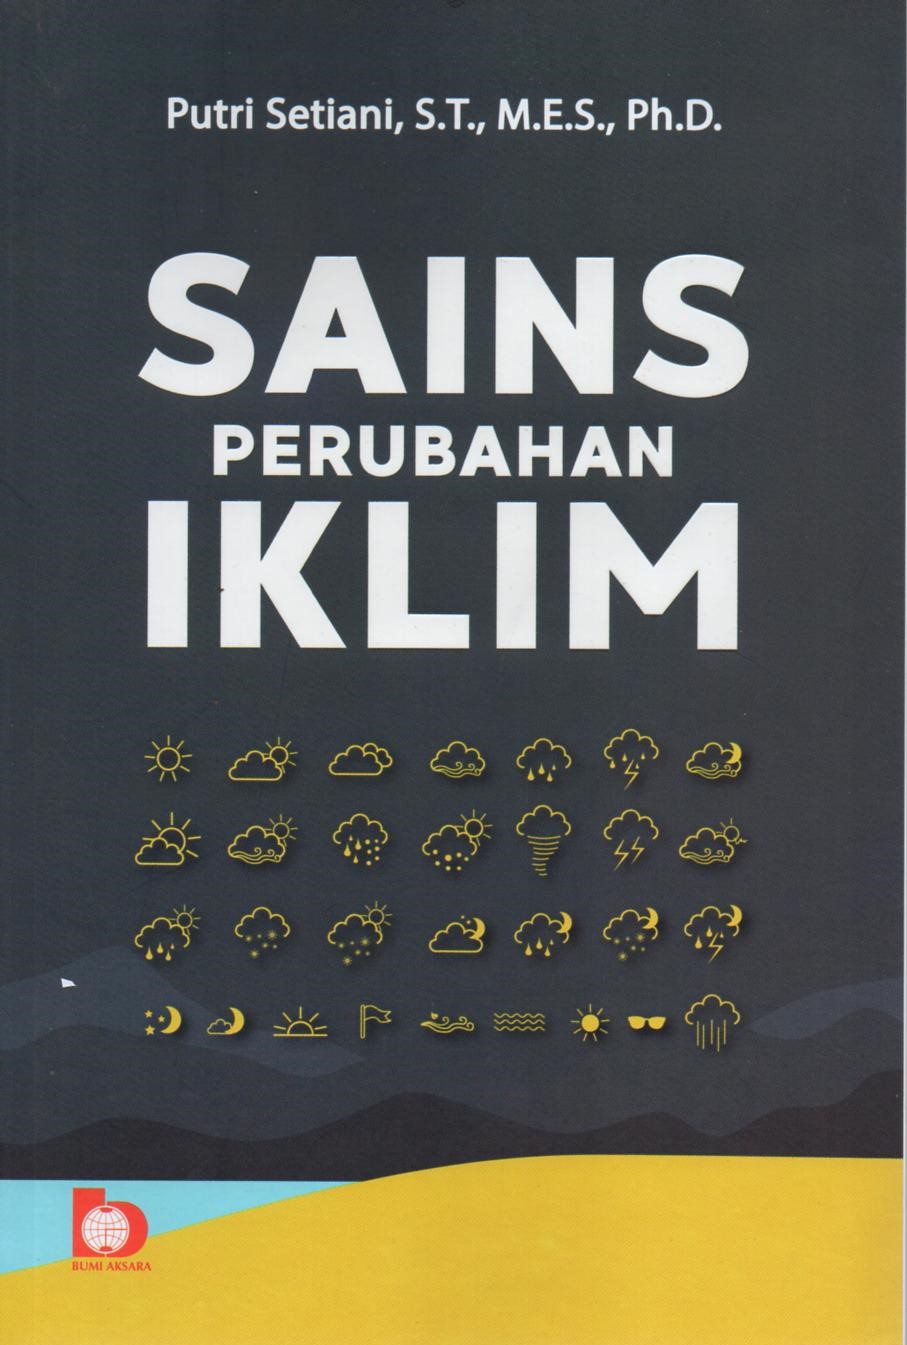 Putri Setiani, S.T., M.E.S., Ph.D.
SAINS
PERUBAHAN
IKLIM
BUMI AKSARA